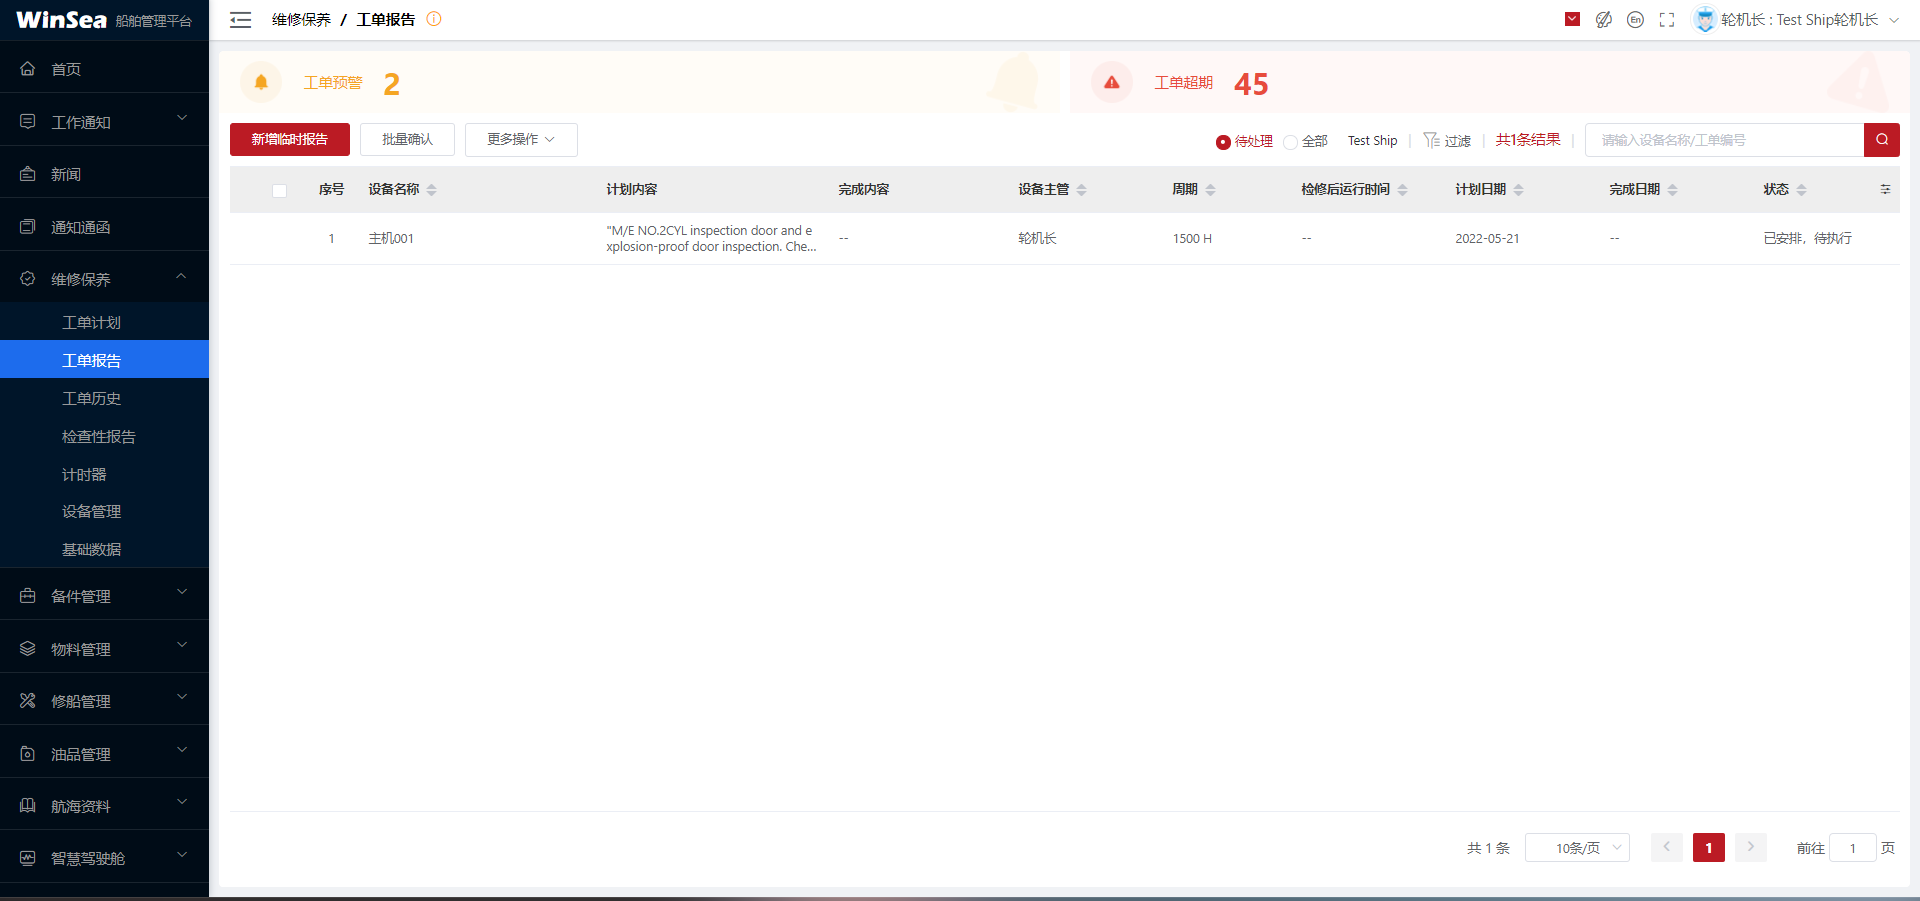 WinSea 船舶管理平台
维修保养 / 工单报告
En
轮机长 : Test Ship轮机长
首页
工作通知
新闻
通知通函
维修保养
工单计划
工单报告
工单历史
检查性报告
计时器
设备管理
基础数据
备件管理
物料管理
修船管理
油品管理
航海资料
智慧驾驶舱
工单预警 2
工单超期 45
新增临时报告 批量确认 更多操作
待处理 全部 Test Ship 过滤 共1条结果 请输入设备名称/工单编号
序号 设备名称 计划内容 完成内容 设备主管 周期 检修后运行时间 计划日期 完成日期 状态
1 主机001 "M/E NO.2CYL inspection door and e
xplosion-proof door inspection. Che... -- 轮机长 1500 H -- 2022-05-21 -- 已安排，待执行
共 1 条 10条/页 1 前往 1 页